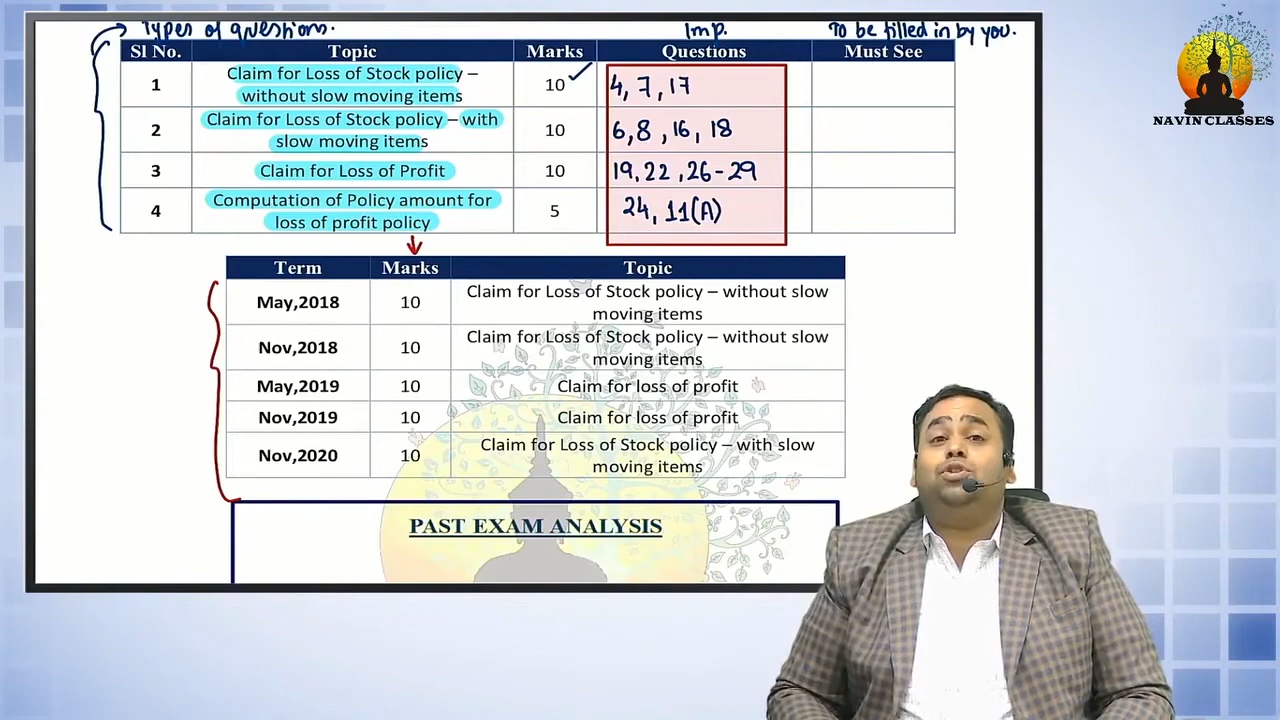 Types of questions.
Imp.
To be filled in by you.
Sl No. Topic Marks Questions Must See
1 Claim for Loss of Stock policy – without slow moving items 10 ✓ 4, 7, 17
2 Claim for Loss of Stock policy – with slow moving items 10 6, 8, 16, 18
3 Claim for Loss of Profit 10 19, 22, 26-29
4 Computation of Policy amount for loss of profit policy 5 24, 11(A)
Term Marks Topic
May,2018 10 Claim for Loss of Stock policy – without slow moving items
Nov,2018 10 Claim for Loss of Stock policy – without slow moving items
May,2019 10 Claim for loss of profit
Nov,2019 10 Claim for loss of profit
Nov,2020 10 Claim for Loss of Stock policy – with slow moving items
PAST EXAM ANALYSIS
NAVIN CLASSES